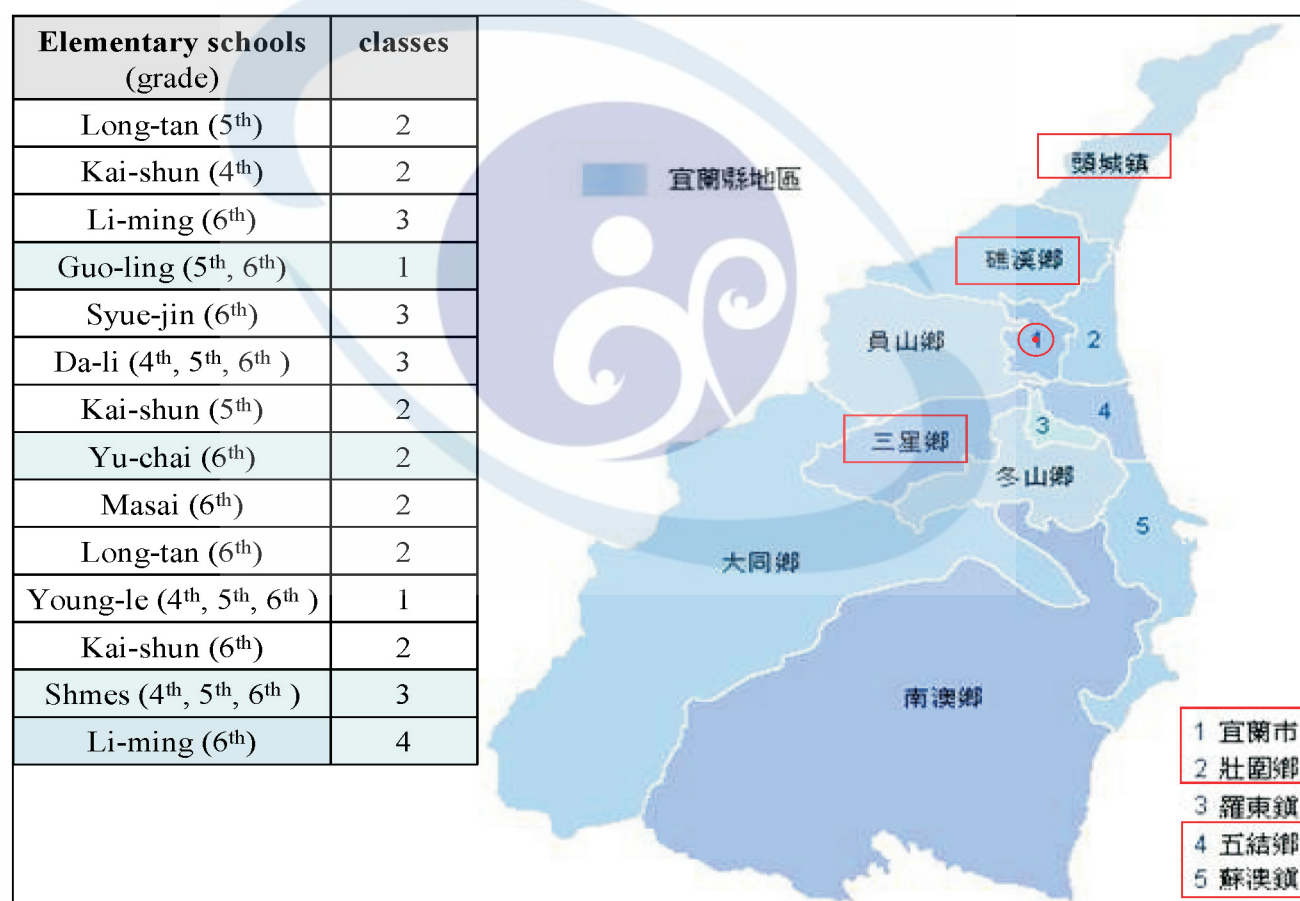 Elementary schools classes
(grade)
Long-tan (5th) 2
Kai-shun (4th) 2
Li-ming (6th) 3
Guo-ling (5th, 6th) 1
Syue-jin (6th) 3
Da-li (4th, 5th, 6th ) 3
Kai-shun (5th) 2
Yu-chai (6th) 2
Masai (6th) 2
Long-tan (6th) 2
Young-le (4th, 5th, 6th ) 1
Kai-shun (6th) 2
Shmes (4th, 5th, 6th ) 3
Li-ming (6th) 4
宜蘭縣地區
頭城鎮
礁溪鄉
員山鄉
1
2
三星鄉
3
4
冬山鄉
5
大同鄉
南澳鄉
1 宜蘭市
2 壯圍鄉
3 羅東鎮
4 五結鄉
5 蘇澳鎮